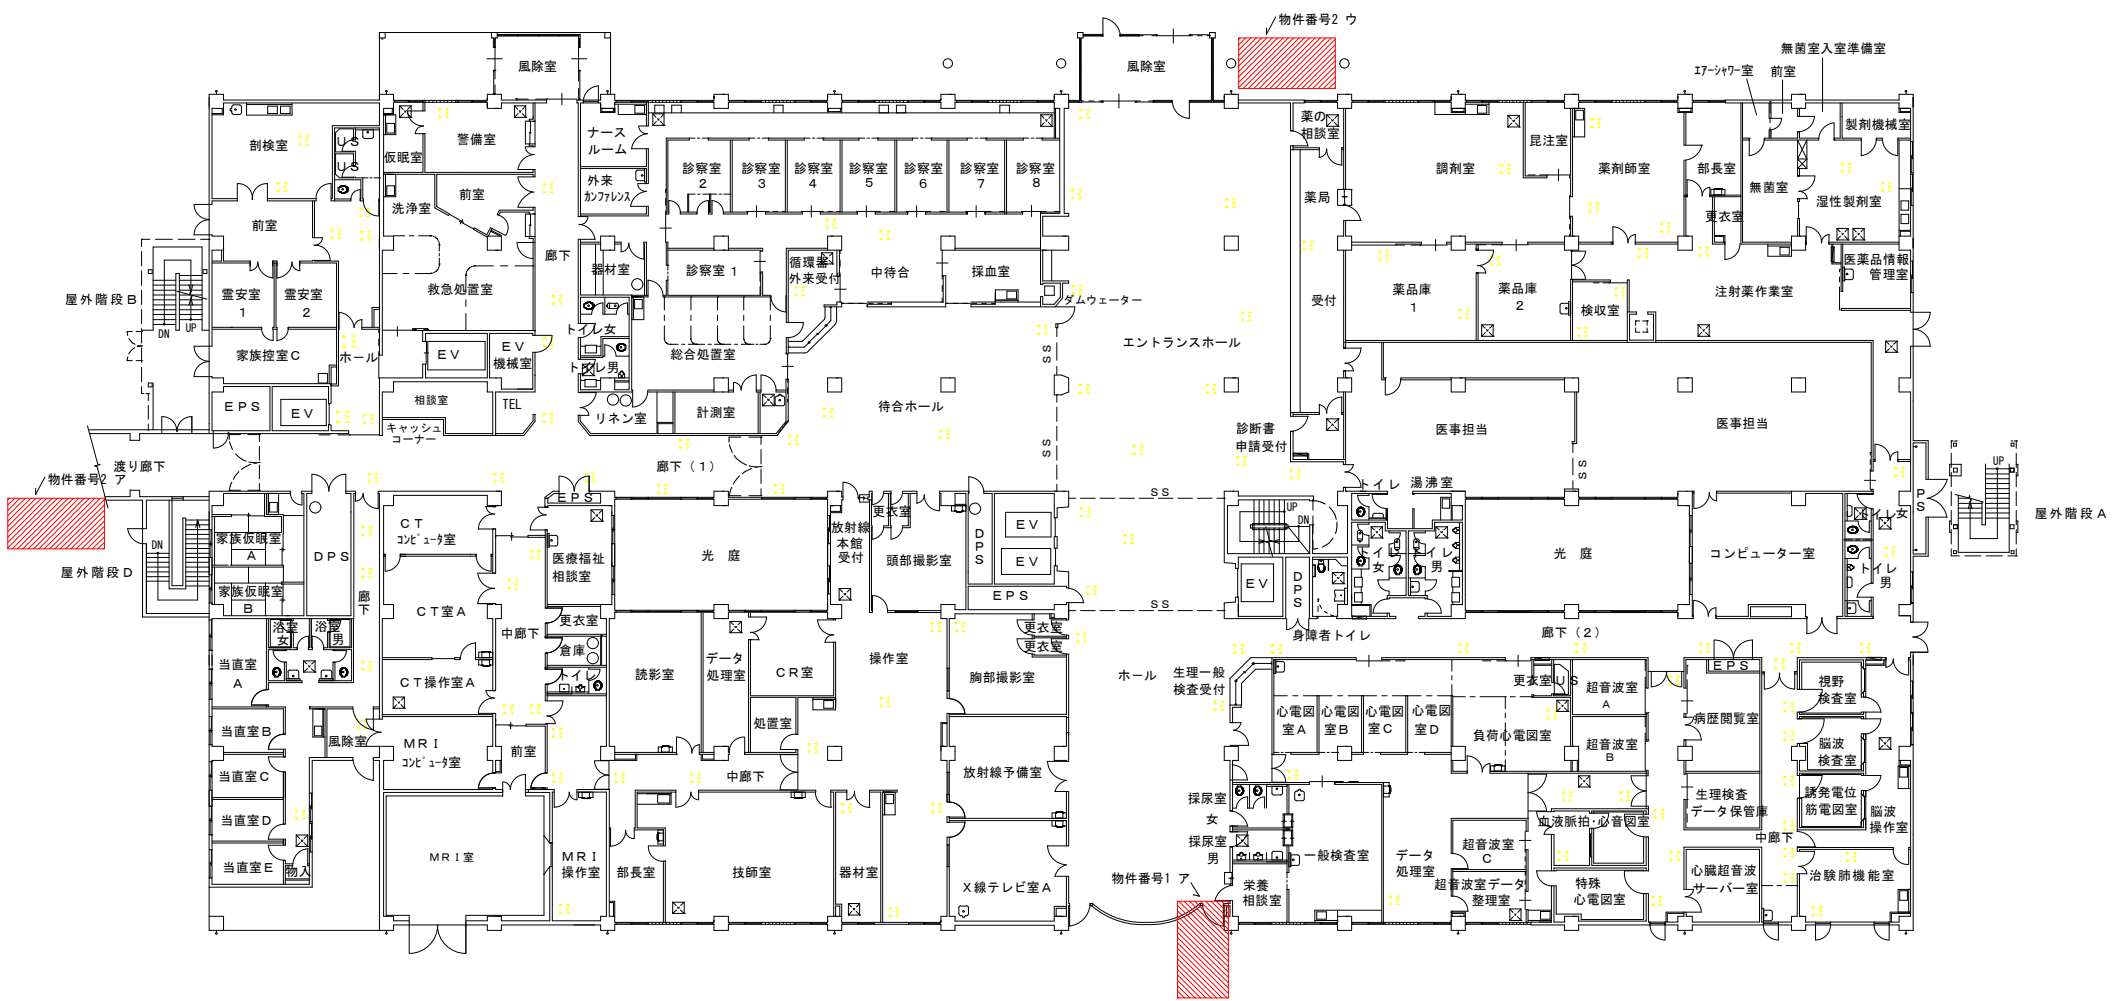 物件番号2 ウ
無菌室入室準備室
エアーシャワー室
前室
風除室
風除室
剖検室
US
US
仮眠室
警備室
ナース
ルーム
薬の
相談室
調剤室
昆注室
薬剤師室
部長室
無菌室
製剤機械室
湿性製剤室
更衣室
診察室
2
診察室
3
診察室
4
診察室
5
診察室
6
診察室
7
診察室
8
洗浄室
前室
外来
カンファレンス
薬局
前室
廊下
器材室
診察室 1
循環器
外来受付
中待合
採血室
ダムウェーター
受付
医薬品情報
管理室
屋外階段B
DN
UP
霊安室
1
霊安室
2
救急処置室
薬品庫
1
薬品庫
2
検収室
注射薬作業室
家族控室C
ホール
EV
EV
機械室
トイレ女
トイレ男
総合処置室
SS
エントランスホール
EPS
EV
相談室
TEL
リネン室
計測室
待合ホール
キャッシュ
コーナー
SS
診断書
申請受付
医事担当
医事担当
SS
渡り廊下
廊下(1)
物件番号2 ア
UP
屋外階段A
PS
EPS
SS
トイレ
湯沸室
DN
屋外階段D
家族仮眠室
A
家族仮眠室
B
DPS
廊下
CT
コンピュータ室
医療福祉
相談室
光 庭
放射線
本館
受付
更衣室
頭部撮影室
DPS
EV
EV
EPS
UP
DN
EV
DPS
トイレ
女
トイレ
男
光 庭
コンピューター室
トイレ女
トイレ
男
CT室A
SS
身障者トイレ
廊下(2)
浴室
女
浴室
男
中廊下
更衣室
倉庫
トイレ
読影室
データ
処理室
CR室
操作室
更衣室
更衣室
胸部撮影室
ホール
生理一般
検査受付
当直室
A
CT操作室A
更衣室
US
超音波室
A
EPS
視野
検査室
当直室B
風除室
MRI
コンピュータ室
前室
処置室
心電図
室A
心電図
室B
心電図
室C
心電図
室D
負荷心電図室
超音波室
B
病歴閲覧室
脳波
検査室
当直室C
中廊下
放射線予備室
採尿室
女
生理検査
データ保管庫
誘発電位
筋電図室
脳波
操作室
当直室D
血液脈拍・心音図室
中廊下
当直室E
物入
MRI室
MRI
操作室
部長室
技師室
器材室
X線テレビ室A
採尿室
男
一般検査室
データ
処理室
超音波室
C
超音波室データ
整理室
特殊
心電図室
心臓超音波
サーバー室
治験肺機能室
物件番号1 ア
栄養
相談室